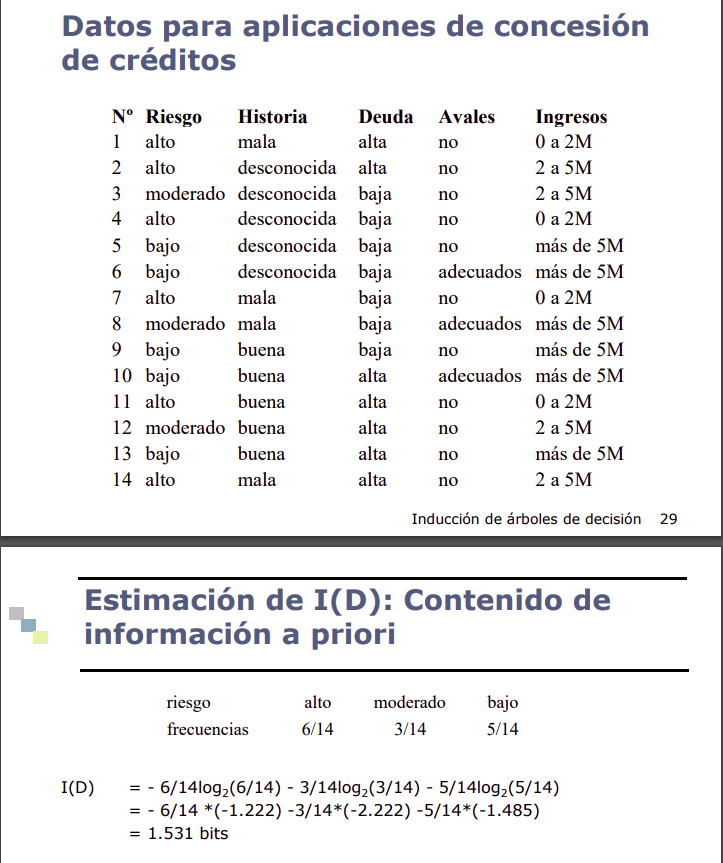 Datos para aplicaciones de concesión
de créditos
Nº Riesgo Historia Deuda Avales Ingresos
1 alto mala alta no 0 a 2M
2 alto desconocida alta no 2 a 5M
3 moderado desconocida baja no 2 a 5M
4 alto desconocida baja no 0 a 2M
5 bajo desconocida baja no más de 5M
6 bajo desconocida baja adecuados más de 5M
7 alto mala baja no 0 a 2M
8 moderado mala baja adecuados más de 5M
9 bajo buena baja no más de 5M
10 bajo buena alta adecuados más de 5M
11 alto buena alta no 0 a 2M
12 moderado buena alta no 2 a 5M
13 bajo buena alta no más de 5M
14 alto mala alta no 2 a 5M
Inducción de árboles de decisión 29
Estimación de I(D): Contenido de
información a priori
riesgo alto moderado bajo
frecuencias 6/14 3/14 5/14
I(D) = - 6/14log₂(6/14) - 3/14log₂(3/14) - 5/14log₂(5/14)
= - 6/14 *(-1.222) -3/14*(-2.222) -5/14*(-1.485)
= 1.531 bits